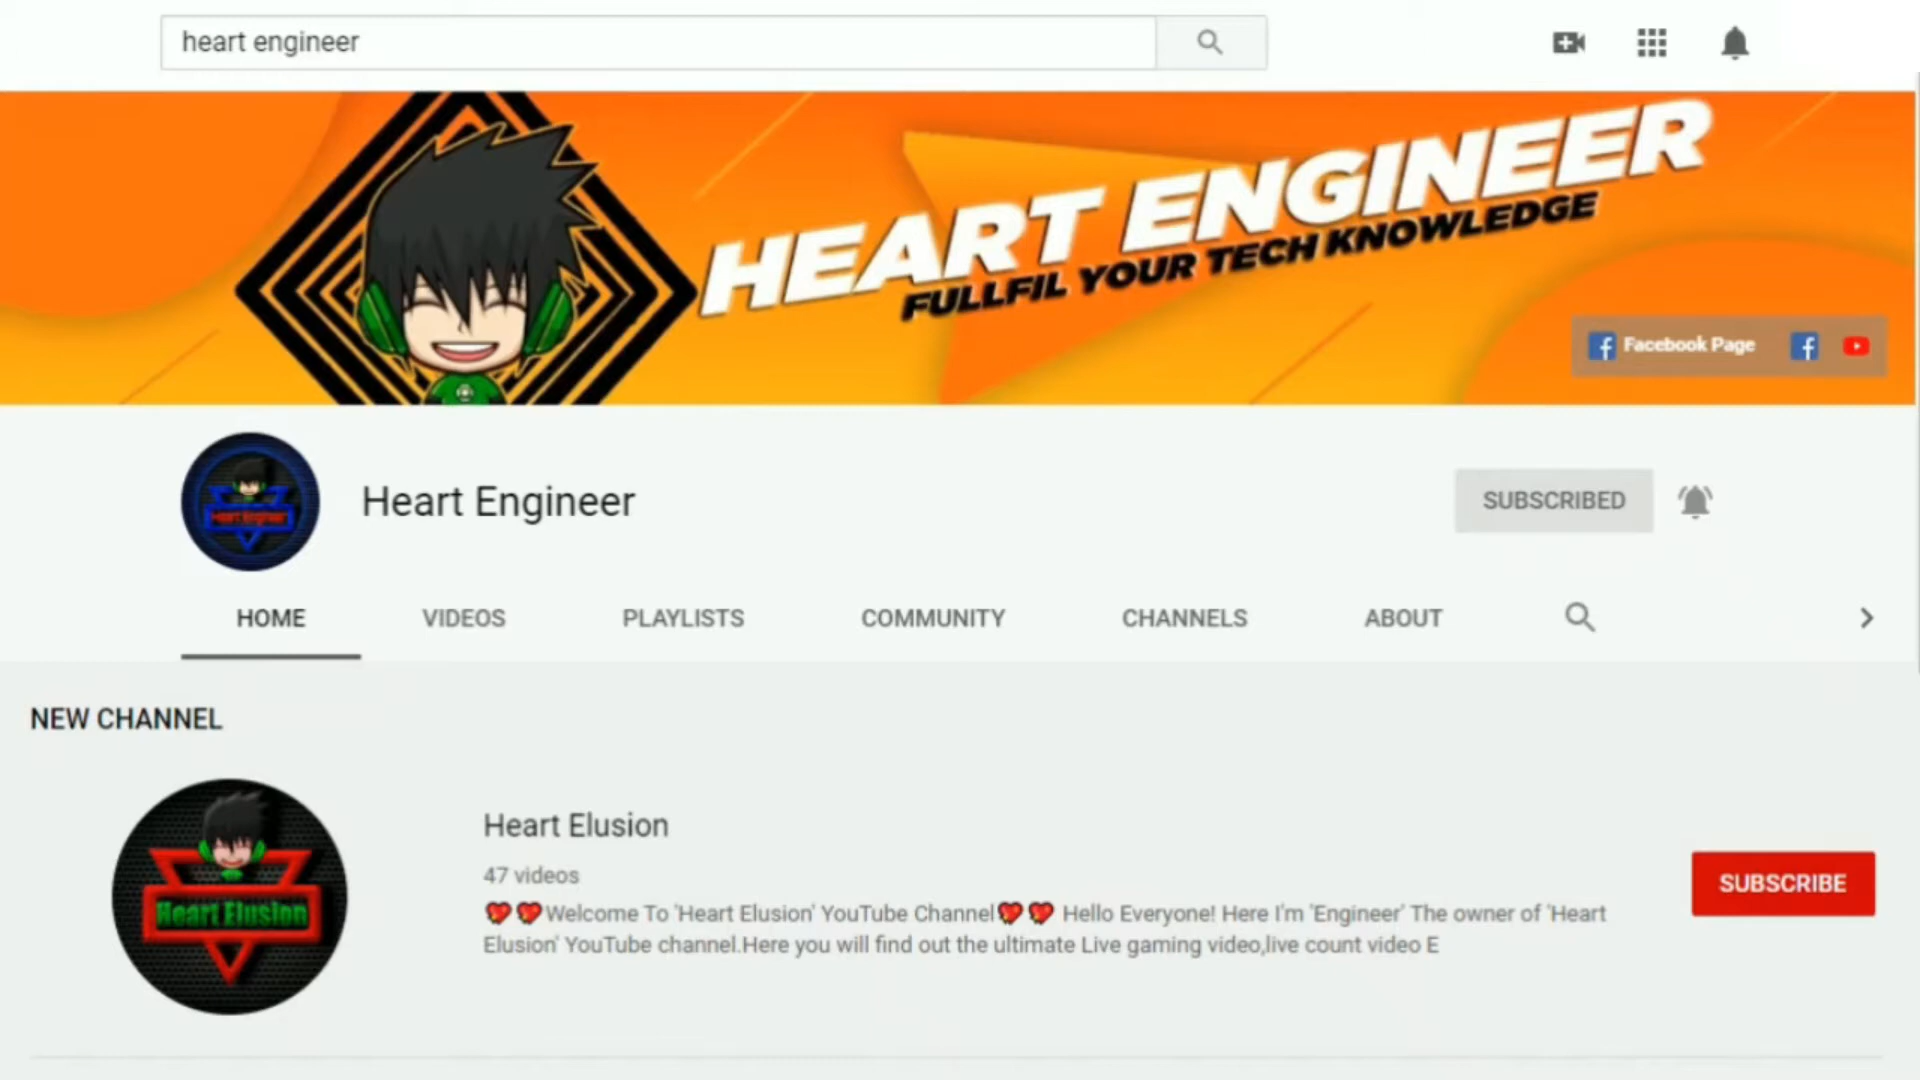 heart engineer
HEART ENGINEER
FULLFIL YOUR TECH KNOWLEDGE
Facebook Page
Heart Engineer
Heart Engineer
SUBSCRIBED
HOME VIDEOS PLAYLISTS COMMUNITY CHANNELS ABOUT
NEW CHANNEL
Heart Elusion
Heart Elusion
47 videos
💖💖Welcome To 'Heart Elusion' YouTube Channel💖💖 Hello Everyone! Here I'm 'Engineer' The owner of 'Heart
Elusion' YouTube channel.Here you will find out the ultimate Live gaming video,live count video E
SUBSCRIBE